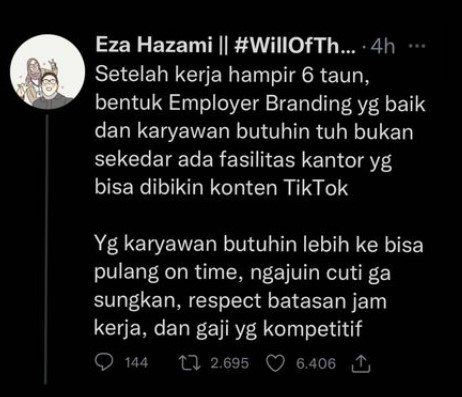 Eza Hazami || #WillOfTh... · 4h ...
Setelah kerja hampir 6 taun,
bentuk Employer Branding yg baik
dan karyawan butuhin tuh bukan
sekedar ada fasilitas kantor yg
bisa dibikin konten TikTok
Yg karyawan butuhin lebih ke bisa
pulang on time, ngajuin cuti ga
sungkan, respect batasan jam
kerja, dan gaji yg kompetitif
144 2.695 6.406